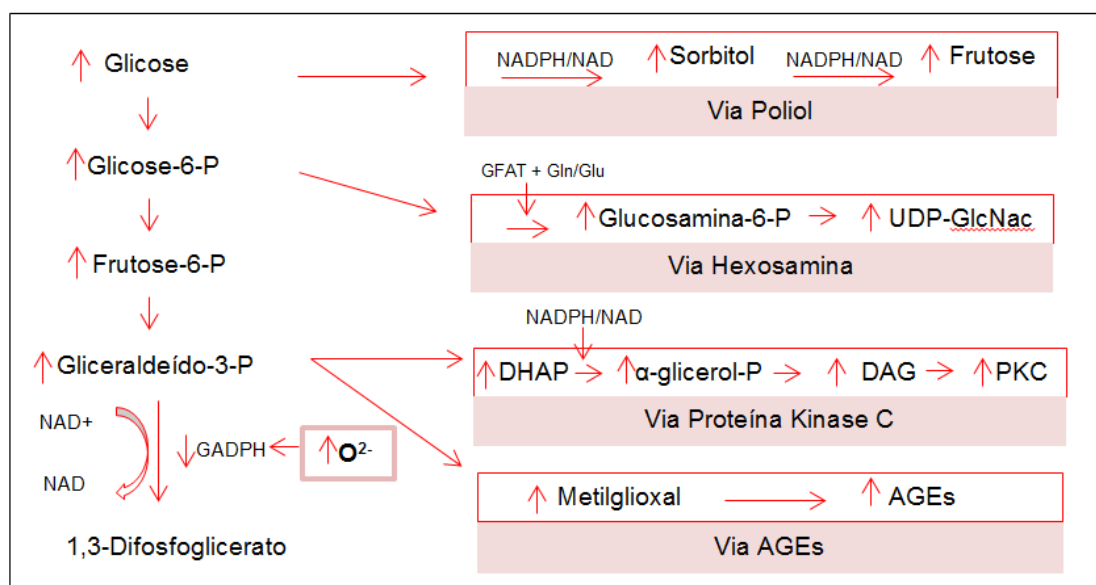 Glicose
NADPH/NAD Sorbitol NADPH/NAD Frutose
Via Poliol
Glicose-6-P
GFAT + Gln/Glu
Glucosamina-6-P UDP-GlcNac
Via Hexosamina
Frutose-6-P
NADPH/NAD
Gliceraldeído-3-P
DHAP α-glicerol-P DAG PKC
Via Proteína Kinase C
NAD+
GADPH
O²⁻
NAD
Metilglioxal AGEs
Via AGEs
1,3-Difosfoglicerato